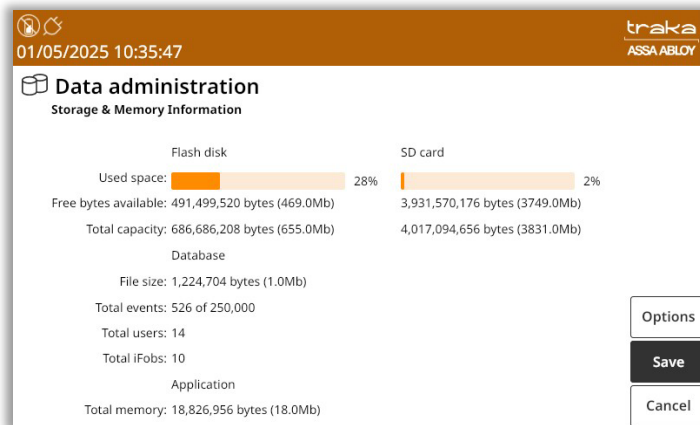 traka
01/05/2025 10:35:47
ASSA ABLOY
Data administration
Storage & Memory Information
Flash disk SD card
Used space: 28% 2%
Free bytes available: 491,499,520 bytes (469.0Mb) 3,931,570,176 bytes (3749.0Mb)
Total capacity: 686,686,208 bytes (655.0Mb) 4,017,094,656 bytes (3831.0Mb)
Database
File size: 1,224,704 bytes (1.0Mb)
Total events: 526 of 250,000
Total users: 14
Total iFobs: 10
Application
Total memory: 18,826,956 bytes (18.0Mb)
Options
Save
Cancel